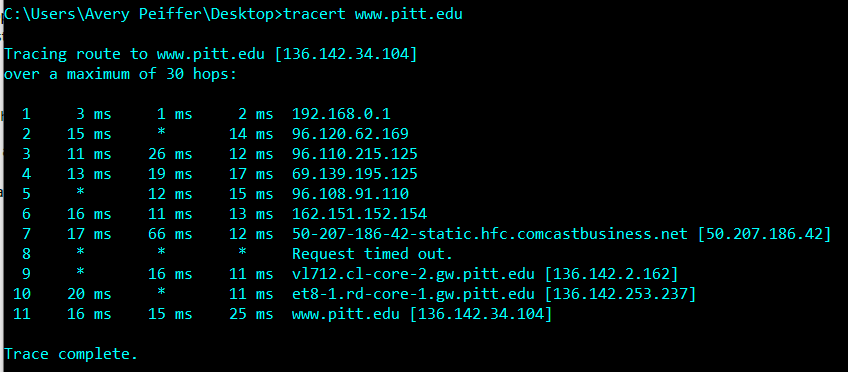 C:\Users\Avery Peiffer\Desktop>tracert www.pitt.edu
Tracing route to www.pitt.edu [136.142.34.104]
over a maximum of 30 hops:
1 3 ms 1 ms 2 ms 192.168.0.1
2 15 ms * 14 ms 96.120.62.169
3 11 ms 26 ms 12 ms 96.110.215.125
4 13 ms 19 ms 17 ms 69.139.195.125
5 * 12 ms 15 ms 96.108.91.110
6 16 ms 11 ms 13 ms 162.151.152.154
7 17 ms 66 ms 12 ms 50-207-186-42-static.hfc.comcastbusiness.net [50.207.186.42]
8 * * * Request timed out.
9 * 16 ms 11 ms vl712.cl-core-2.gw.pitt.edu [136.142.2.162]
10 20 ms * 11 ms et8-1.rd-core-1.gw.pitt.edu [136.142.253.237]
11 16 ms 15 ms 25 ms www.pitt.edu [136.142.34.104]
Trace complete.